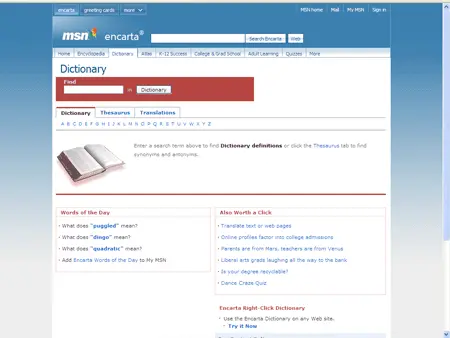 encarta greeting cards more MSN home Mail My MSN Sign in
msn encarta®
Search Encarta Web
Home Encyclopedia Dictionary Atlas K-12 Success College & Grad School Adult Learning Quizzes More
Dictionary
Find
in Dictionary
Dictionary Thesaurus Translations
A B C D E F G H I J K L M N O P Q R S T U V W X Y Z
Enter a search term above to find Dictionary definitions or click the Thesaurus tab to find
synonyms and antonyms.
Words of the Day
• What does "puggled" mean?
• What does "dingo" mean?
• What does "quadratic" mean?
• Add Encarta Words of the Day to My MSN
Also Worth a Click
• Translate text or web pages
• Online profiles factor into college admissions
• Parents are from Mars, teachers are from Venus
• Liberal arts grads laughing all the way to the bank
• Is your degree recyclable?
• Dance Craze Quiz
Encarta Right-Click Dictionary
• Use the Encarta Dictionary on any Web site.
• Try it Now